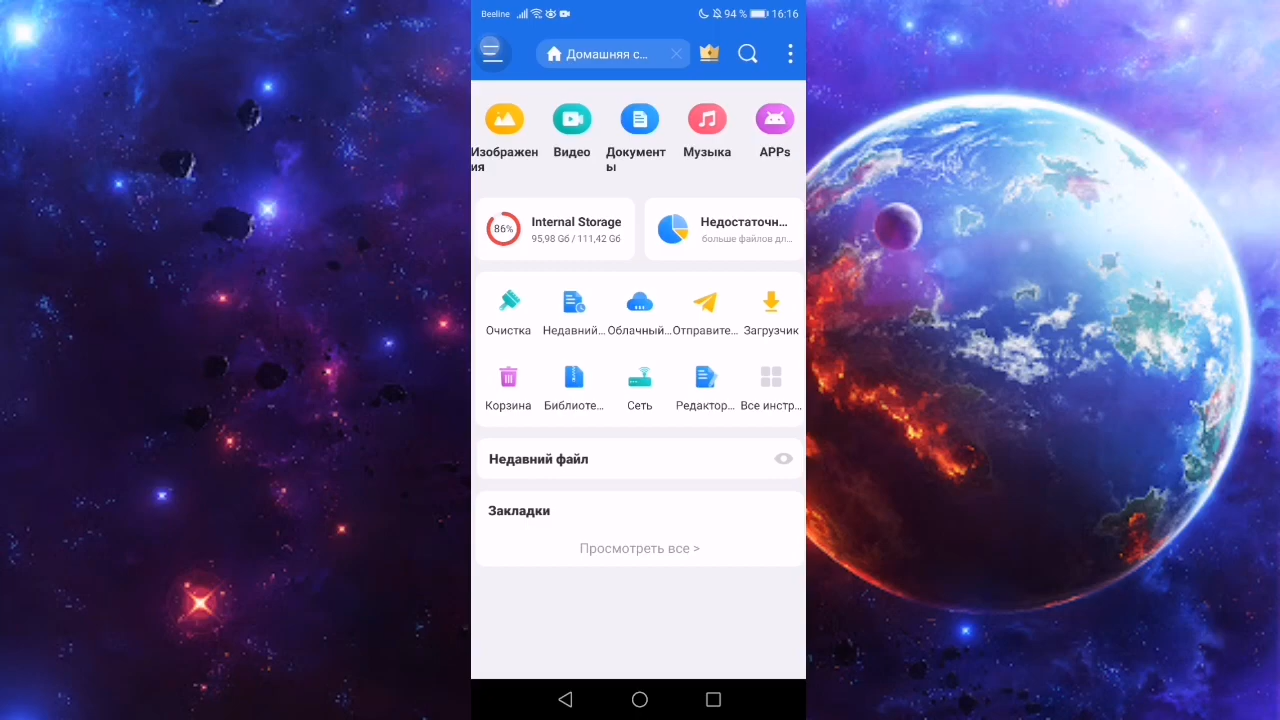 Beeline
94 %
16:16
Домашняя с...
Изображен
ия
Видео
Документ
ы
Музыка
APPs
86%
Internal Storage
95,98 Gб / 111,42 Gб
Недостаточн...
больше файлов дл...
Очистка
Недавний...
Облачный...
Отправите...
Загрузчик
Корзина
Библиоте...
Сеть
Редактор...
Все инстр...
Недавний файл
Закладки
Просмотреть все >